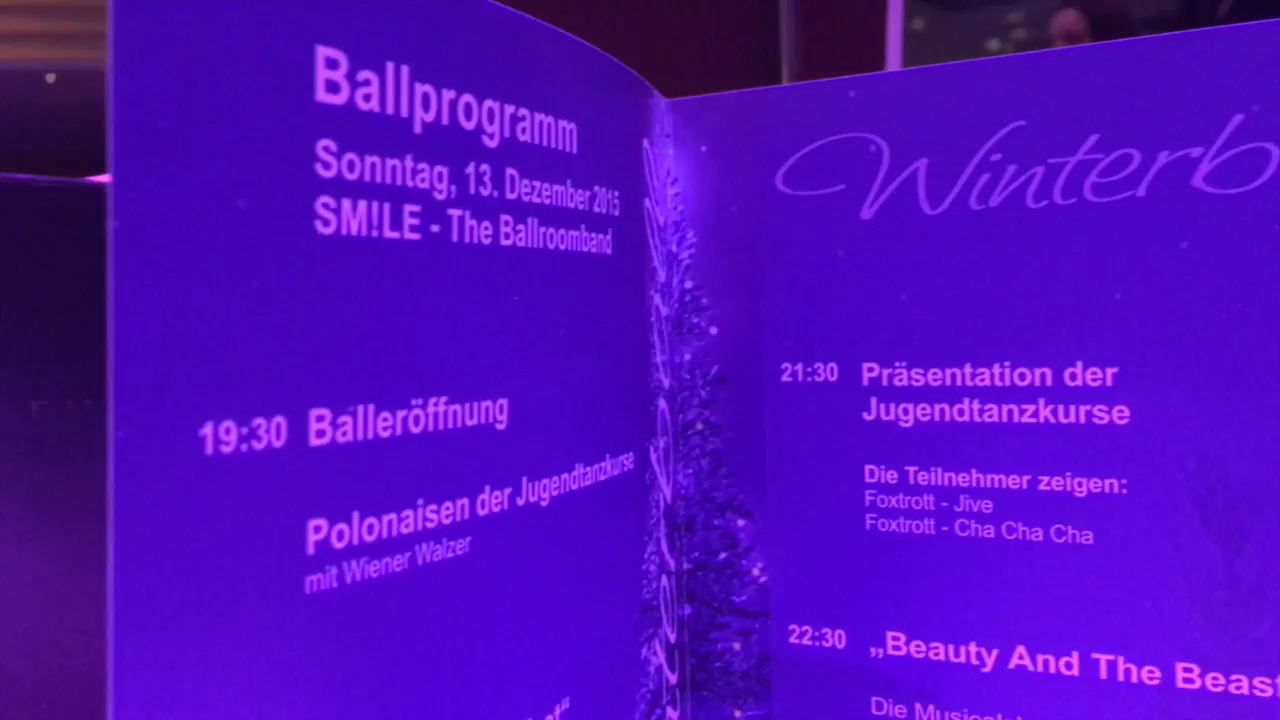 Ballprogramm
Sonntag, 13. Dezember 2015
SM!LE - The Ballroomband
19:30 Balleröffnung
Polonaisen der Jugendtanzkurse
mit Wiener Walzer
Winterb
21:30 Präsentation der
Jugendtanzkurse
Die Teilnehmer zeigen:
Foxtrott - Jive
Foxtrott - Cha Cha Cha
22:30 „Beauty And The Beast
Die